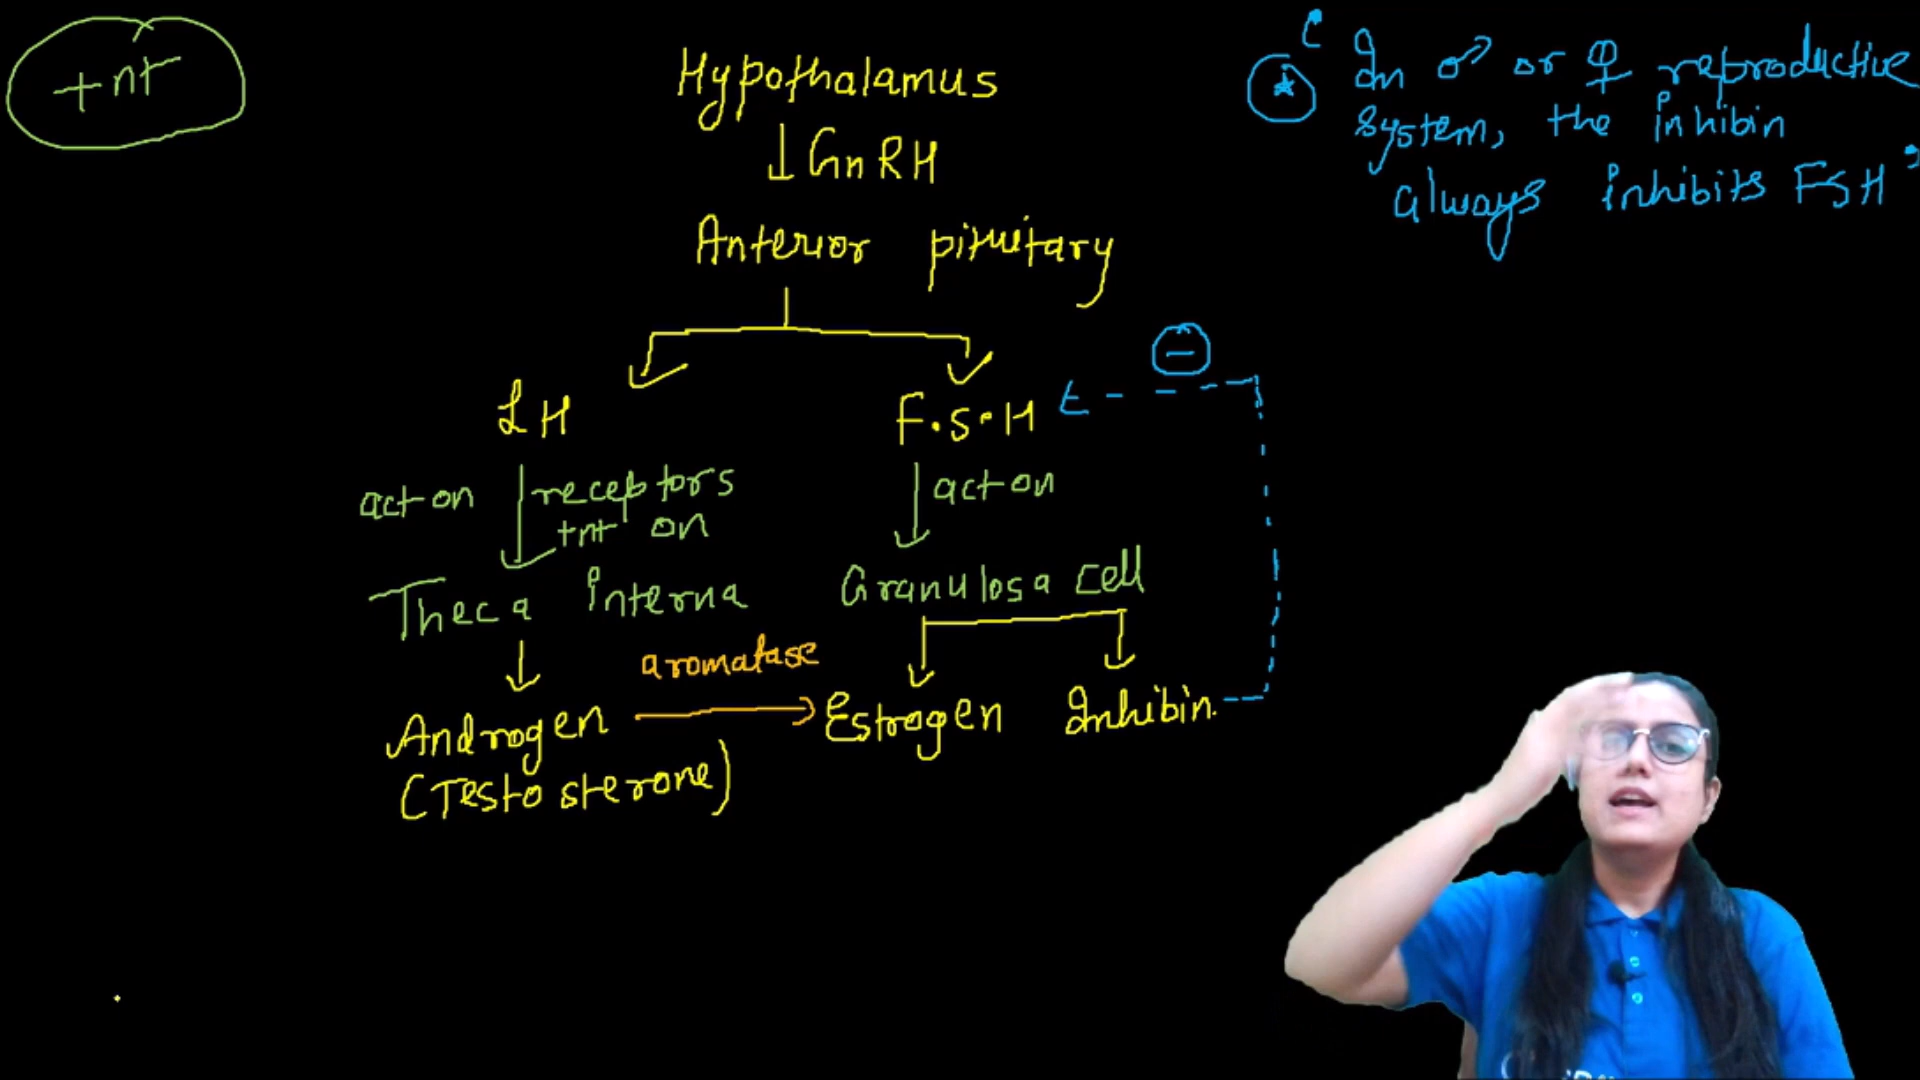 +nt
Hypothalamus
GnRH
Anterior pituitary
LH
F.S.H
act on
receptors
+nt on
act on
Theca interna
Granulosa cell
aromatase
Androgen
(Testosterone)
Estrogen
Inhibin
In ♂ or ♀ reproductive
system, the inhibin
always inhibits FSH